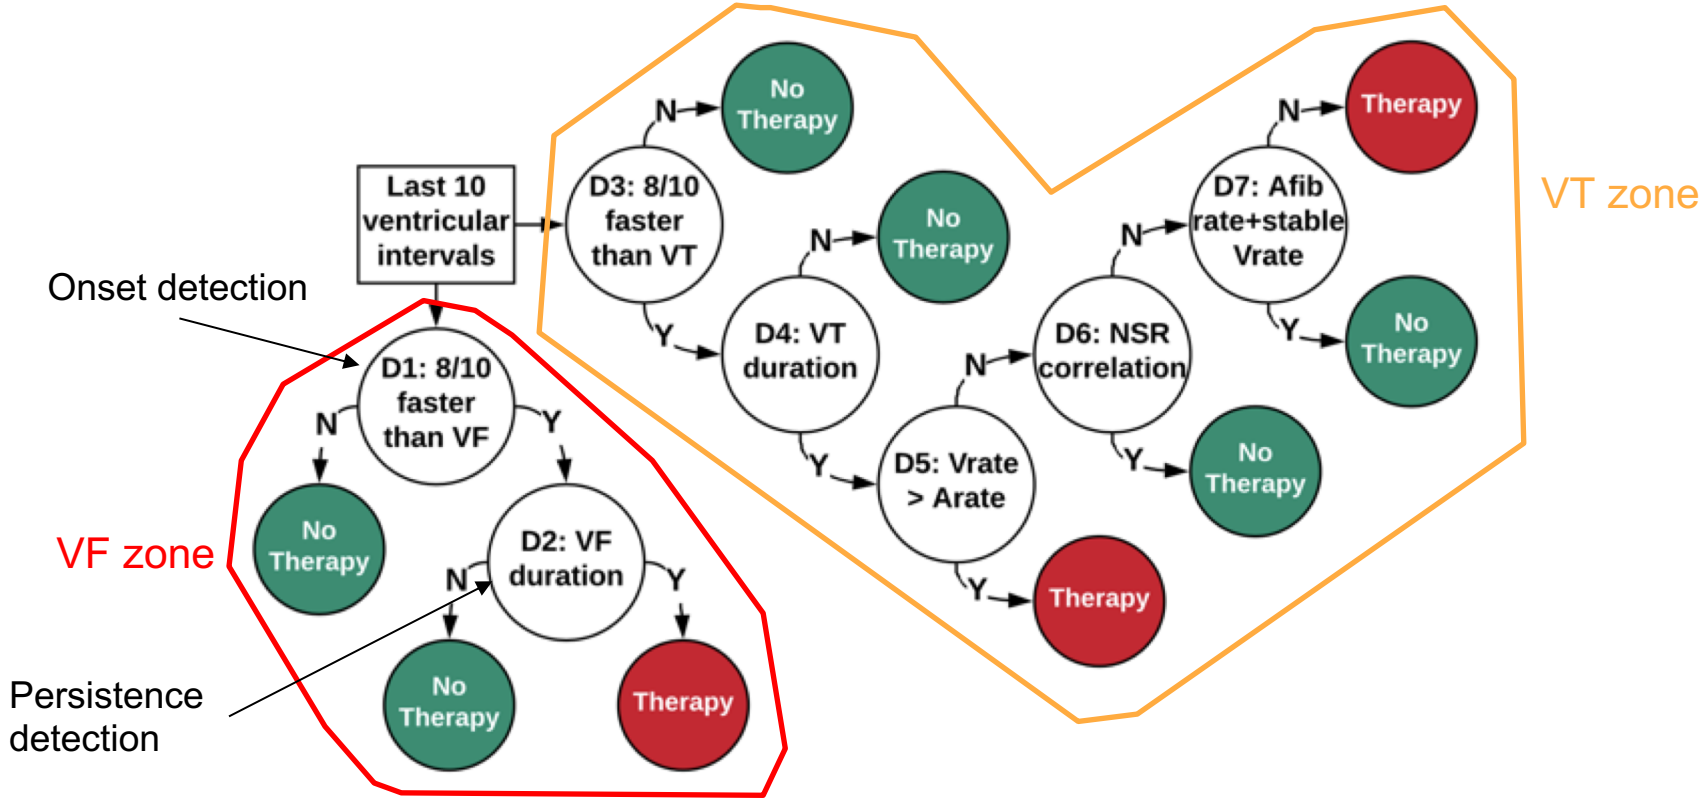 No
Therapy
N
Therapy
N
Last 10
ventricular
intervals
D3: 8/10
faster
than VT
D7: Afib
rate+stable
Vrate
VT zone
No
Therapy
N
N
Onset detection
Y
D4: VT
duration
D6: NSR
correlation
Y
No
Therapy
D1: 8/10
faster
than VF
N
N
Y
Y
D5: Vrate
> Arate
Y
No
Therapy
No
Therapy
VF zone
D2: VF
duration
N
Y
Y
Therapy
Persistence
detection
No
Therapy
Therapy